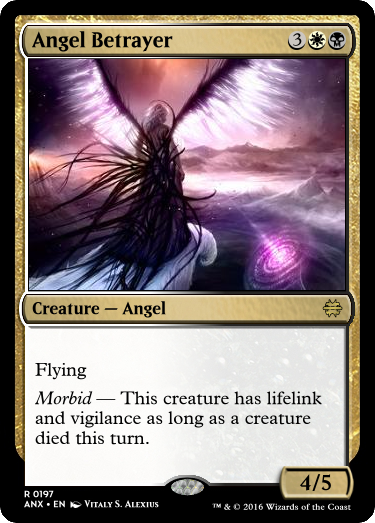 Angel Betrayer 3
Creature — Angel
Flying
Morbid — This creature has lifelink
and vigilance as long as a creature
died this turn.
4/5
R 0197
ANX • EN VITALY S. ALEXIUS
™ & © 2016 Wizards of the Coast